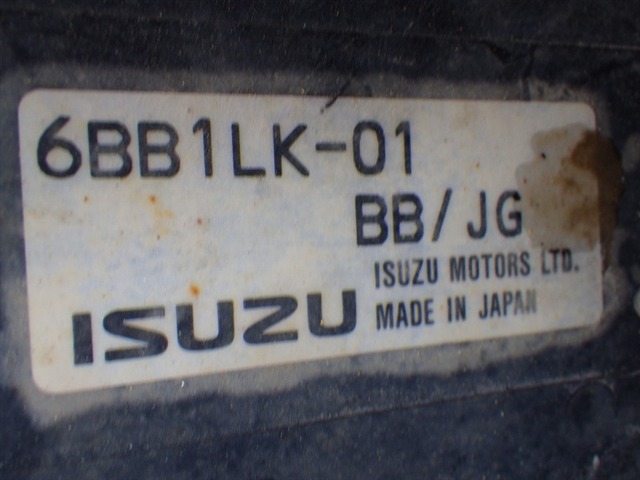 6BB1LK-01
BB/JG
ISUZU
ISUZU MOTORS LTD.
MADE IN JAPAN